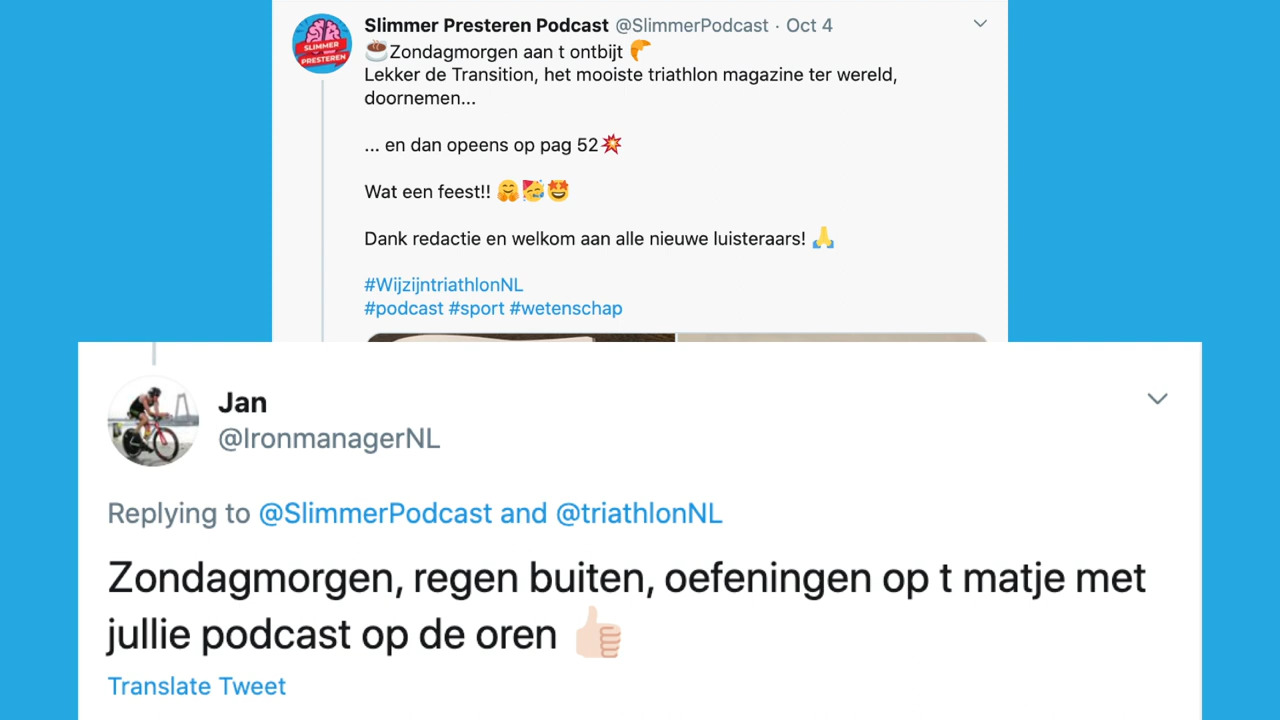 Slimmer Presteren Podcast @SlimmerPodcast · Oct 4
SLIMMER
PRESTEREN
☕Zondagmorgen aan t ontbijt 🥐
Lekker de Transition, het mooiste triathlon magazine ter wereld,
doornemen...
... en dan opeens op pag 52💥
Wat een feest!! 🤗🥳🤩
Dank redactie en welkom aan alle nieuwe luisteraars! 🙏
#WijzijntriathlonNL
#podcast #sport #wetenschap
Jan
@IronmanagerNL
Replying to @SlimmerPodcast and @triathlonNL
Zondagmorgen, regen buiten, oefeningen op t matje met
jullie podcast op de oren 👍🏻
Translate Tweet